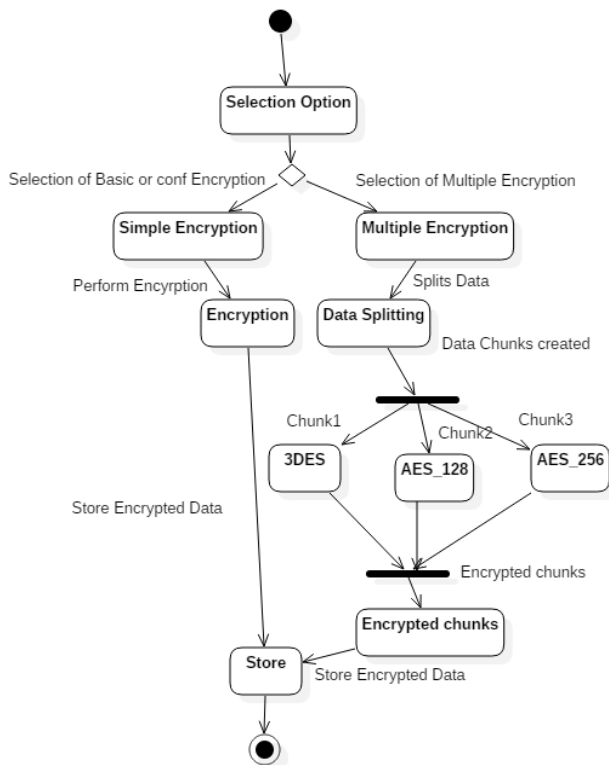 Selection Option
Selection of Basic or conf Encryption
Selection of Multiple Encryption
Simple Encryption
Multiple Encryption
Perform Encyrption
Splits Data
Encryption
Data Splitting
Data Chunks created
Chunk1
Chunk2
Chunk3
3DES
AES_128
AES_256
Store Encrypted Data
Encrypted chunks
Encrypted chunks
Store
Store Encrypted Data